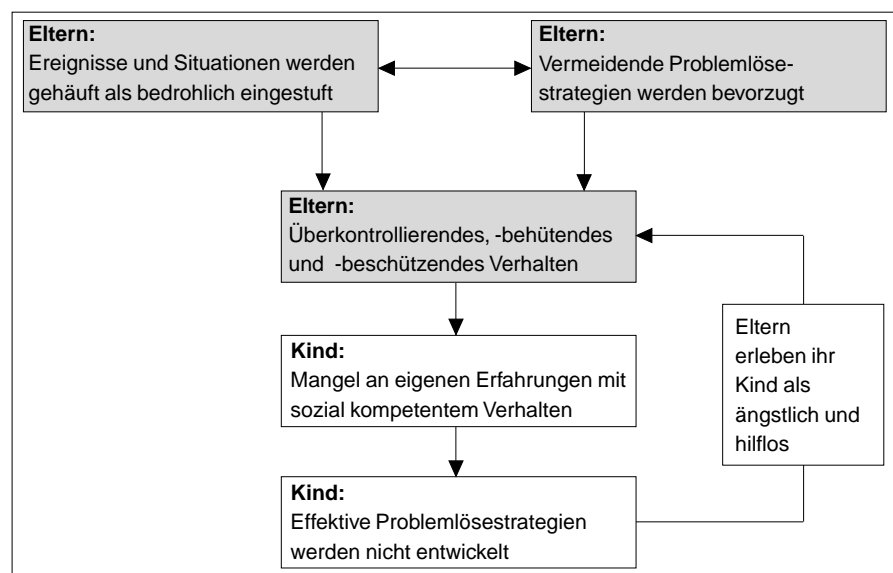 Eltern:
Ereignisse und Situationen werden
gehäuft als bedrohlich eingestuft
Eltern:
Vermeidende Problemlöse-
strategien werden bevorzugt
Eltern:
Überkontrollierendes, -behütendes
und -beschützendes Verhalten
Kind:
Mangel an eigenen Erfahrungen mit
sozial kompetentem Verhalten
Kind:
Effektive Problemlösestrategien
werden nicht entwickelt
Eltern
erleben ihr
Kind als
ängstlich und
hilflos